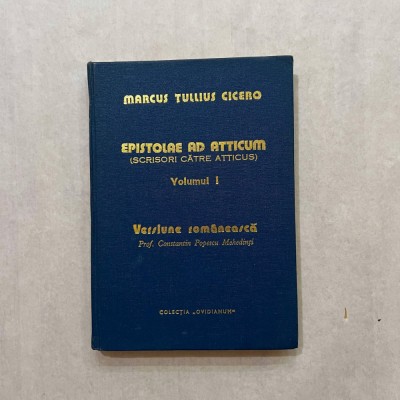 MARCUS TULLIUS CICERO
EPISTOLAE AD ATTICUM
(SCRISORI CĂTRE ATTICUS)
Volumul I
Versiune românească
Prof. Constantin Popescu Mehedinți
COLECȚIA „OVIDIANUM"